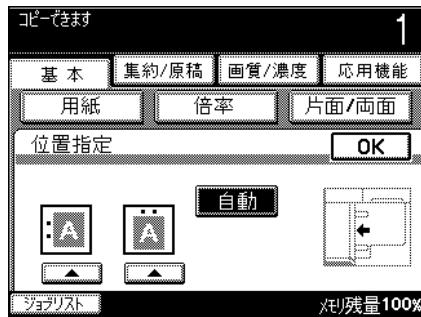 コピーできます
1
基本 集約/原稿 画質/濃度 応用機能
用紙 倍率 片面/両面
位置指定 OK
自動
A A
ジョブリスト ﾒﾓﾘ残量100%